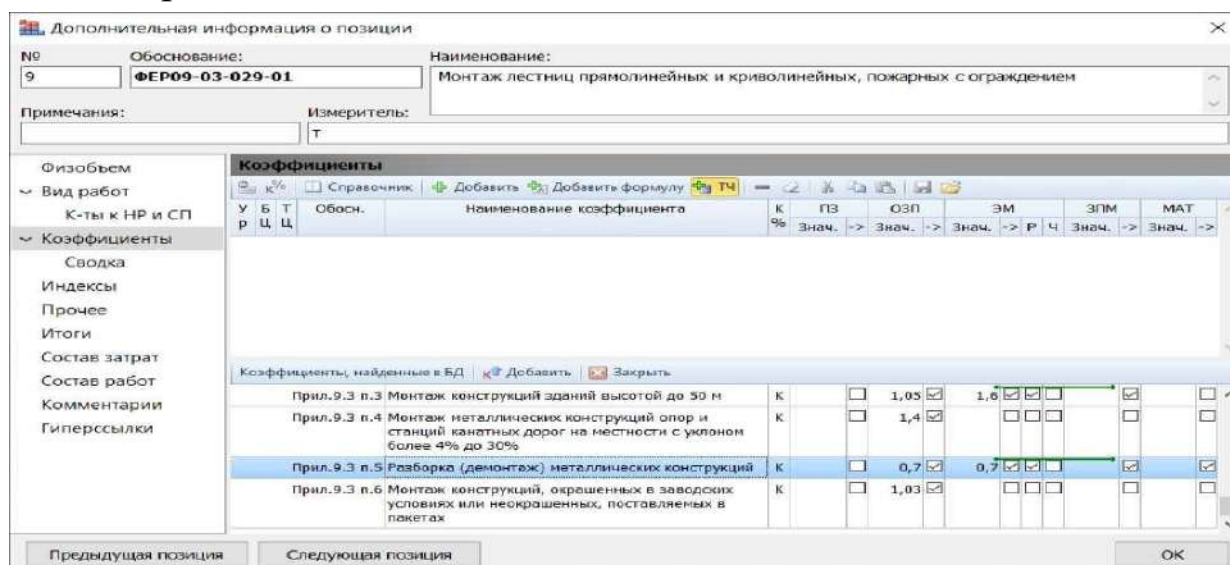 Дополнительная информация о позиции
№ Обоснование: Наименование:
9 ФЕР09-03-029-01 Монтаж лестниц прямолинейных и криволинейных, пожарных с ограждением
Примечания: Измеритель:
т
Физобъем
Вид работ
К-ты к НР и СП
Коэффициенты
Сводка
Индексы
Прочее
Итоги
Состав затрат
Состав работ
Комментарии
Гиперссылки
Коэффициенты
К% Справочник Добавить Добавить формулу ТЧ
У Б Т Обосн. Наименование коэффициента К ПЗ ОЗП ЭМ ЗПМ МАТ
р Ц Ц % Знач. -> Знач. -> Знач. -> Р Ч Знач. -> Знач. ->
Коэффициенты, найденные в БД Добавить Закрыть
Прил.9.3 п.3 Монтаж конструкций зданий высотой до 50 м К 1,05 1,6
Прил.9.3 п.4 Монтаж металлических конструкций опор и К 1,4
станций канатных дорог на местности с уклоном
более 4% до 30%
Прил.9.3 п.5 Разборка (демонтаж) металлических конструкций К 0,7 0,7
Прил.9.3 п.6 Монтаж конструкций, окрашенных в заводских К 1,03
условиях или неокрашенных, поставляемых в
пакетах
Предыдущая позиция Следующая позиция ОК